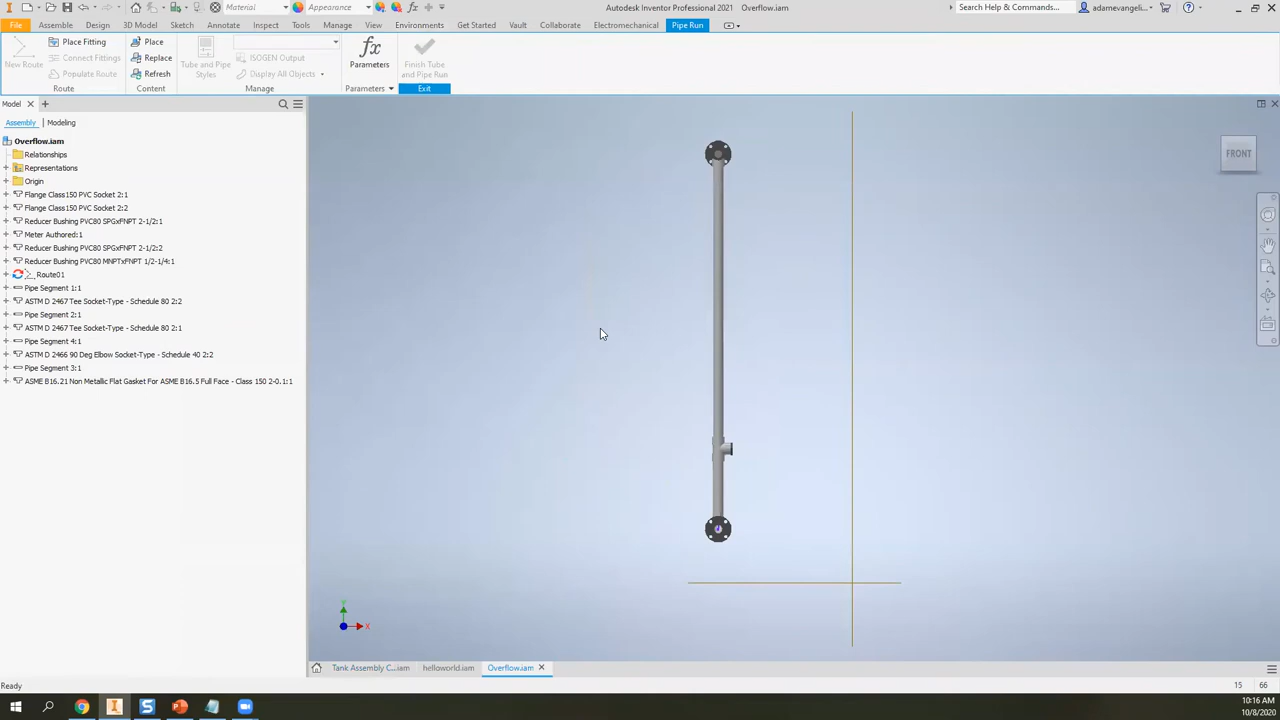 Material
Appearance
Autodesk Inventor Professional 2021 Overflow.iam
Search Help & Commands...
adamevangeli...
File Assembly Design 3D Model Sketch Annotate Inspect Tools Manage View Environments Get Started Vault Collaborate Electromechanical Pipe Run
New Route
Place Fitting
Connect Fittings
Populate Route
Route
Place
Replace
Refresh
Content
Tube and Pipe
Styles
ISOGEN Output
Display All Objects
Manage
fx
Parameters
Parameters
Finish Tube
and Pipe Run
Exit
Model
Assembly Modeling
Overflow.iam
Relationships
Representations
Origin
Flange Class150 PVC Socket 2:1
Flange Class150 PVC Socket 2:2
Reducer Bushing PVC80 SPGxFNPT 2-1/2:1
Meter Authored:1
Reducer Bushing PVC80 SPGxFNPT 2-1/2:2
Reducer Bushing PVC80 MNPTxFNPT 1/2-1/4:1
Route01
Pipe Segment 1:1
ASTM D 2467 Tee Socket-Type - Schedule 80 2:2
Pipe Segment 2:1
ASTM D 2467 Tee Socket-Type - Schedule 80 2:1
Pipe Segment 4:1
ASTM D 2466 90 Deg Elbow Socket-Type - Schedule 40 2:2
Pipe Segment 3:1
ASME B16.21 Non Metallic Flat Gasket For ASME B16.5 Full Face - Class 150 2-0.1:1
FRONT
X
Tank Assembly C...iam helloworld.iam Overflow.iam
Ready
15 66
10:16 AM
10/8/2020